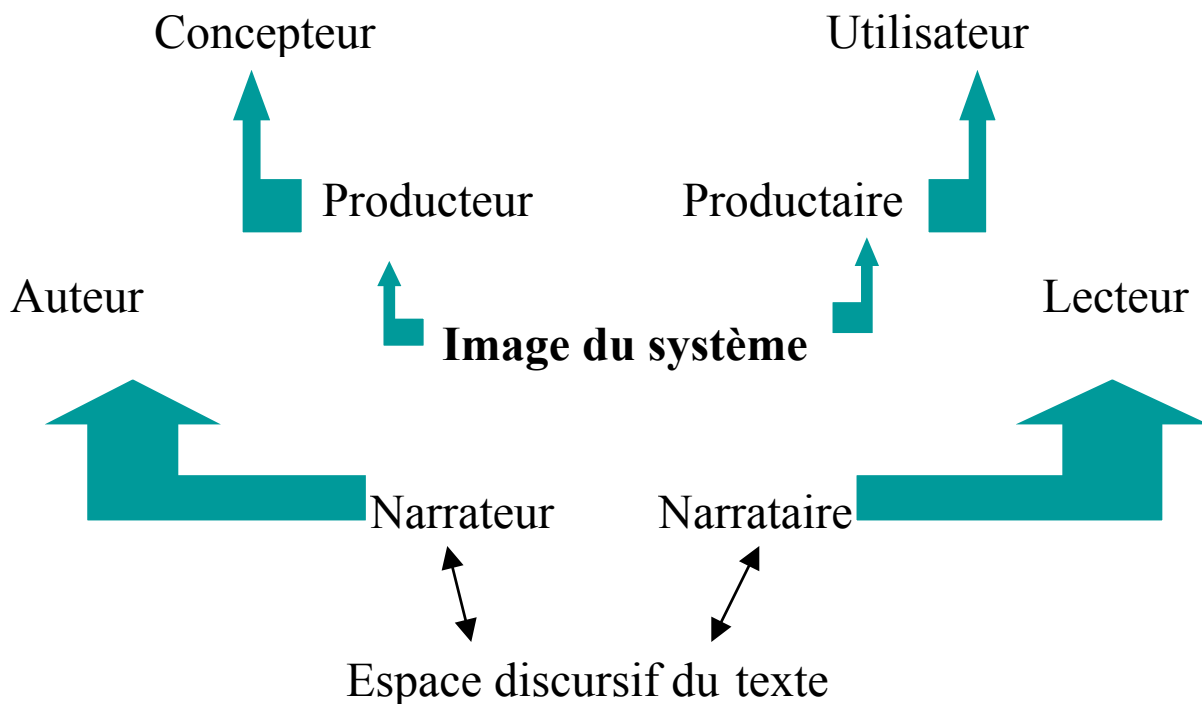 Concepteur
Utilisateur
Producteur
Productaire
Auteur
Lecteur
Image du système
Narrateur
Narrataire
Espace discursif du texte